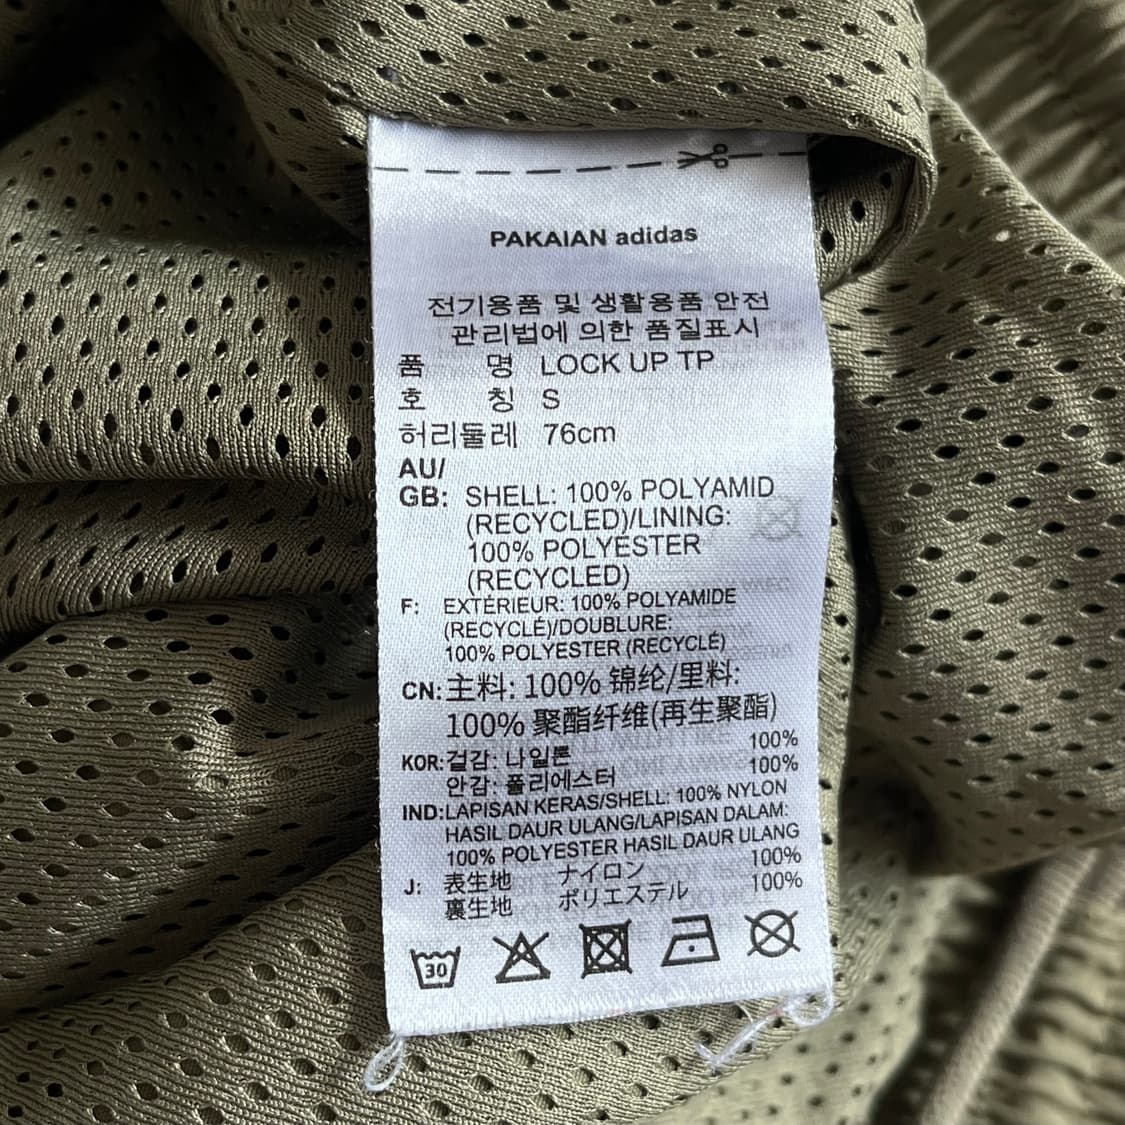 PAKAIAN adidas
전기용품 및 생활용품 안전
관리법에 의한 품질표시
품 명 LOCK UP TP
호 칭 S
허리둘레 76cm
AU/
GB: SHELL: 100% POLYAMID
(RECYCLED)/LINING:
100% POLYESTER
(RECYCLED)
F: EXTÉRIEUR: 100% POLYAMIDE
(RECYCLÉ)/DOUBLURE:
100% POLYESTER (RECYCLÉ)
CN: 主料: 100% 锦纶/里料:
100% 聚酯纤维(再生聚酯)
KOR: 겉감: 나일론 100%
안감: 폴리에스터 100%
IND: LAPISAN KERAS/SHELL: 100% NYLON
HASIL DAUR ULANG/LAPISAN DALAM:
100% POLYESTER HASIL DAUR ULANG
J: 表生地 ナイロン 100%
裏生地 ポリエステル 100%
30